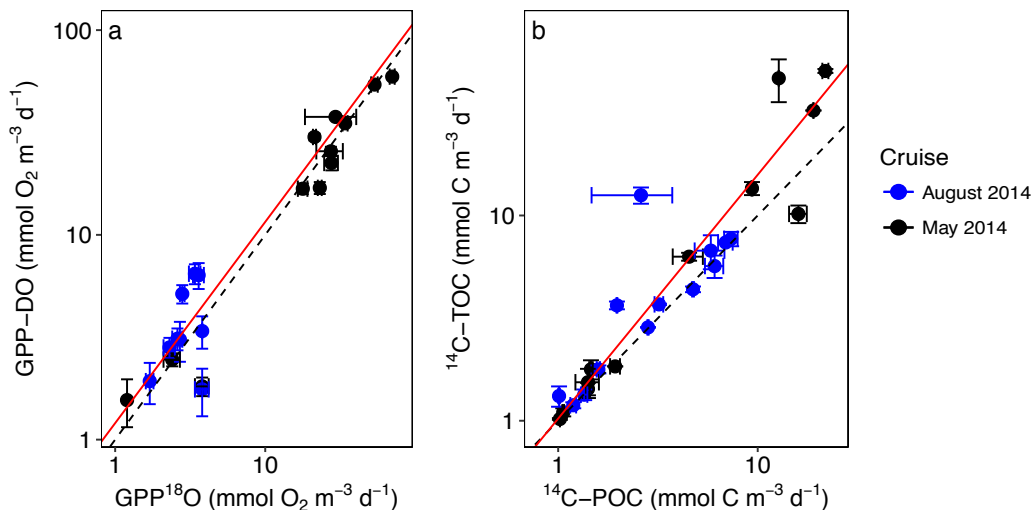 a
100
10
1
GPP−DO (mmol O₂ m⁻³ d⁻¹)
1
10
GPP¹⁸O (mmol O₂ m⁻³ d⁻¹)
b
10
1
¹⁴C−TOC (mmol C m⁻³ d⁻¹)
1
10
¹⁴C−POC (mmol C m⁻³ d⁻¹)
Cruise
August 2014
May 2014